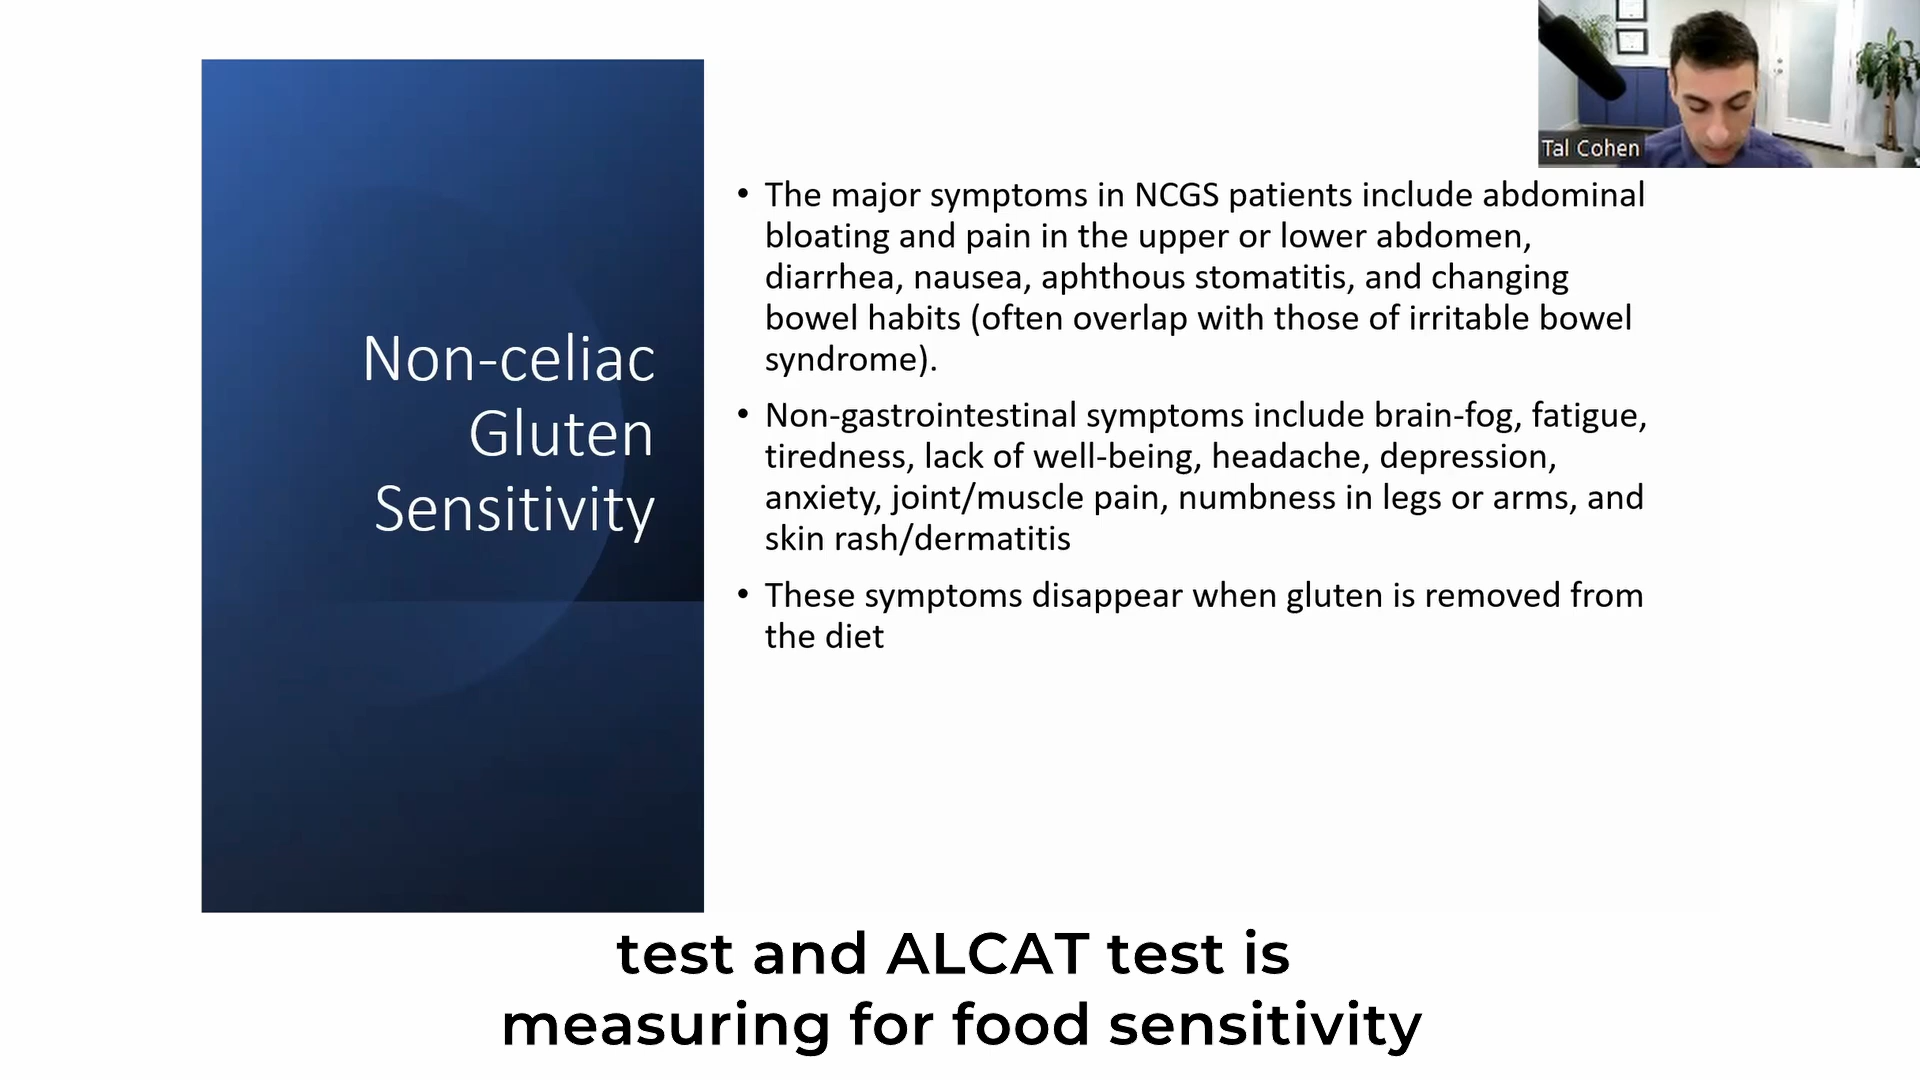 Tal Cohen
Non-celiac
Gluten
Sensitivity
• The major symptoms in NCGS patients include abdominal
bloating and pain in the upper or lower abdomen,
diarrhea, nausea, aphthous stomatitis, and changing
bowel habits (often overlap with those of irritable bowel
syndrome).
• Non-gastrointestinal symptoms include brain-fog, fatigue,
tiredness, lack of well-being, headache, depression,
anxiety, joint/muscle pain, numbness in legs or arms, and
skin rash/dermatitis
• These symptoms disappear when gluten is removed from
the diet
test and ALCAT test is
measuring for food sensitivity